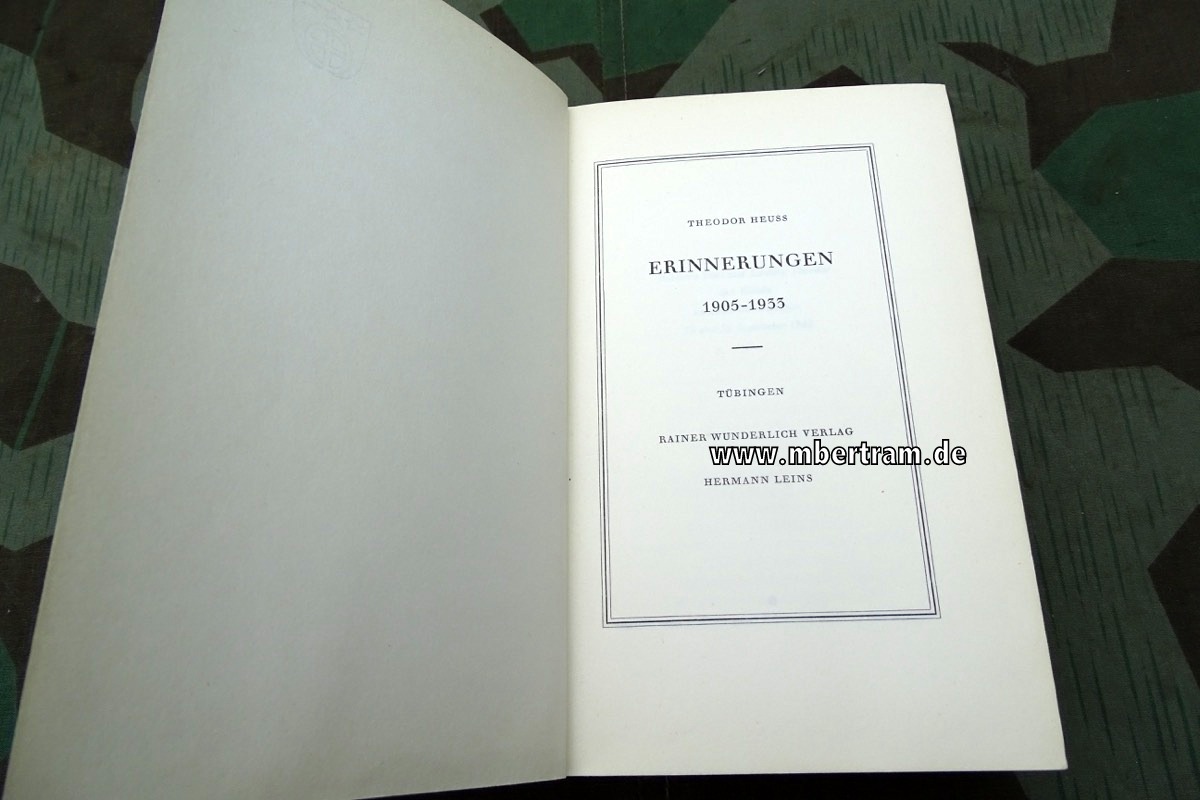 THEODOR HEUSS
ERINNERUNGEN
1905-1933
TÜBINGEN
RAINER WUNDERLICH VERLAG
www.mbertram.de
HERMANN LEINS